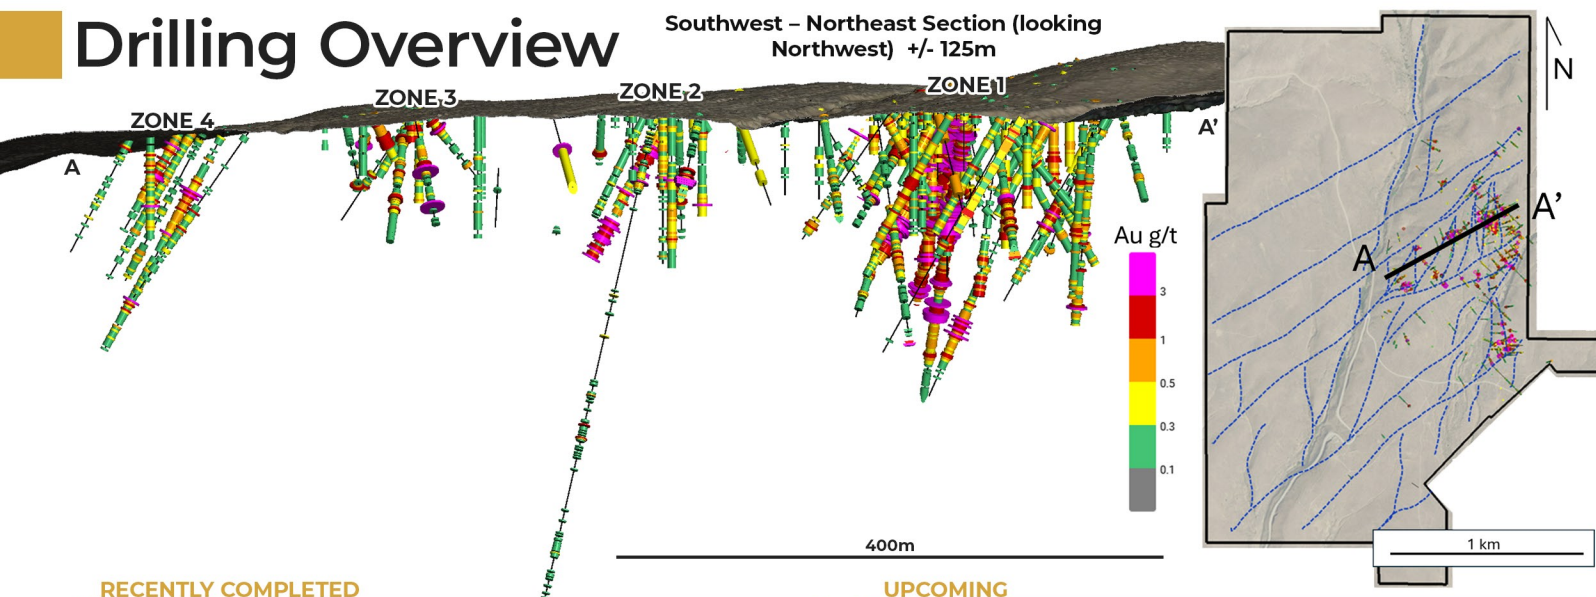 Drilling Overview
Southwest – Northeast Section (looking
Northwest) +/- 125m
ZONE 4
ZONE 3
ZONE 2
ZONE 1
A
A’
Au g/t
3
1
0.5
0.3
0.1
400m
N
A
A’
1 km
RECENTLY COMPLETED
UPCOMING